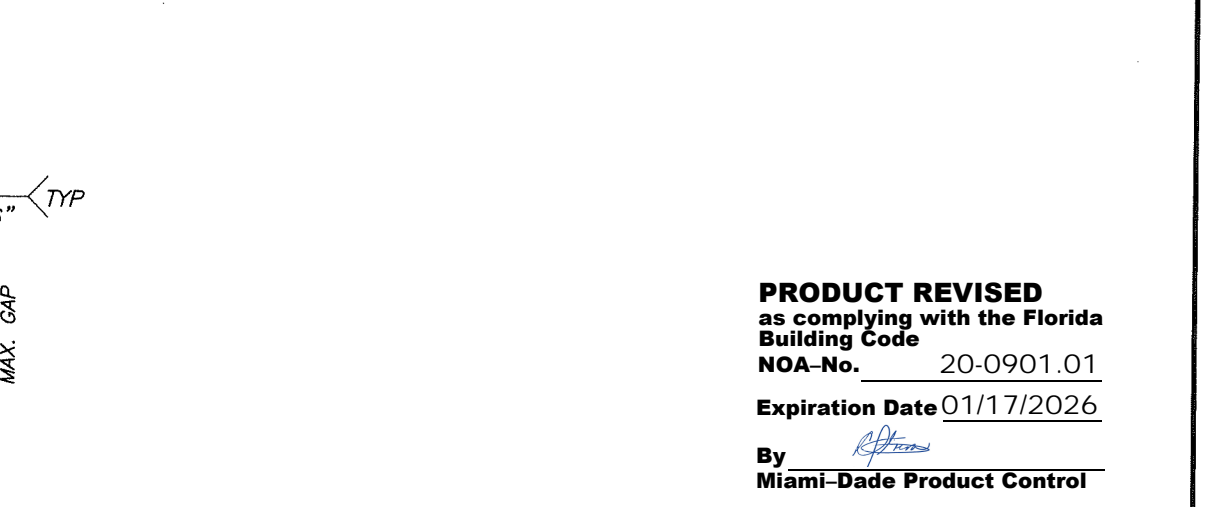 TYP
MAX. GAP
PRODUCT REVISED
as complying with the Florida
Building Code
NOA–No. 20-0901.01
Expiration Date 01/17/2026
By
Miami–Dade Product Control